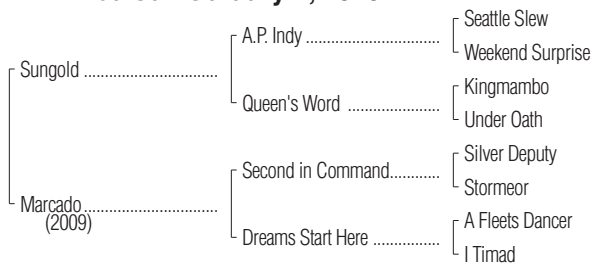 Seattle Slew
A.P. Indy
Weekend Surprise
Sungold
Kingmambo
Queen's Word
Under Oath
Silver Deputy
Second in Command
Stormeor
Marcado
(2009)
A Fleets Dancer
Dreams Start Here
I Timad